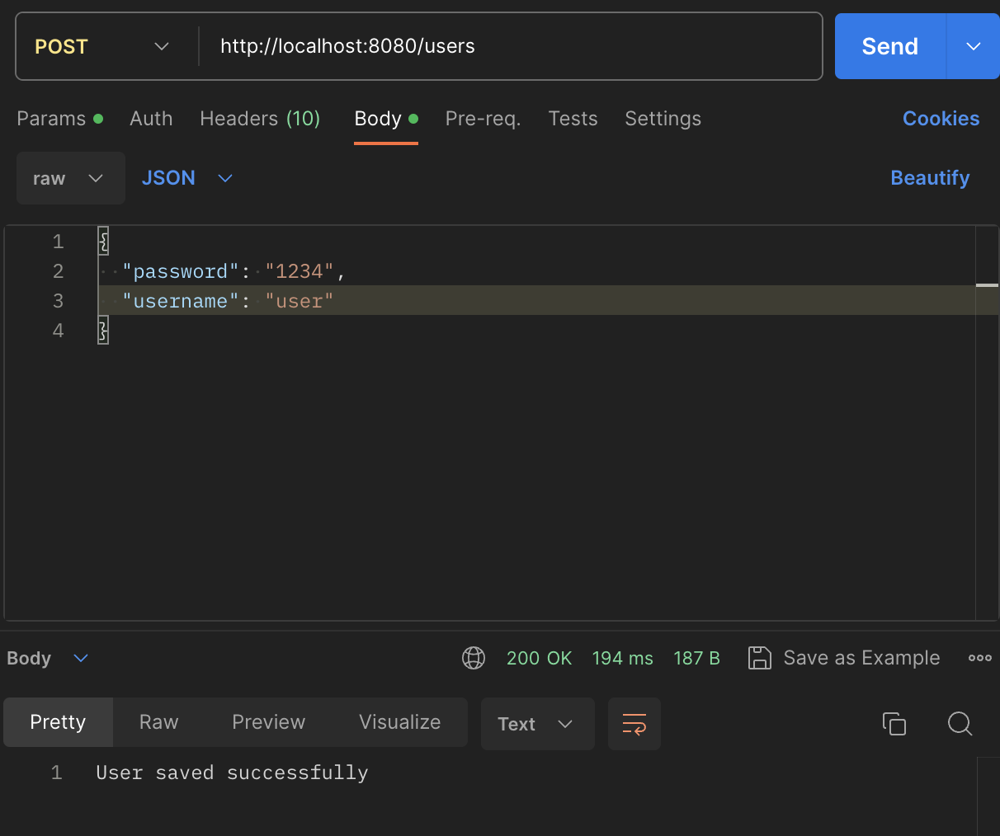 POST http://localhost:8080/users Send
Params Auth Headers (10) Body Pre-req. Tests Settings Cookies
raw JSON Beautify
1 {
2 "password": "1234",
3 "username": "user"
4 }
Body 200 OK 194 ms 187 B Save as Example
Pretty Raw Preview Visualize Text
1 User saved successfully